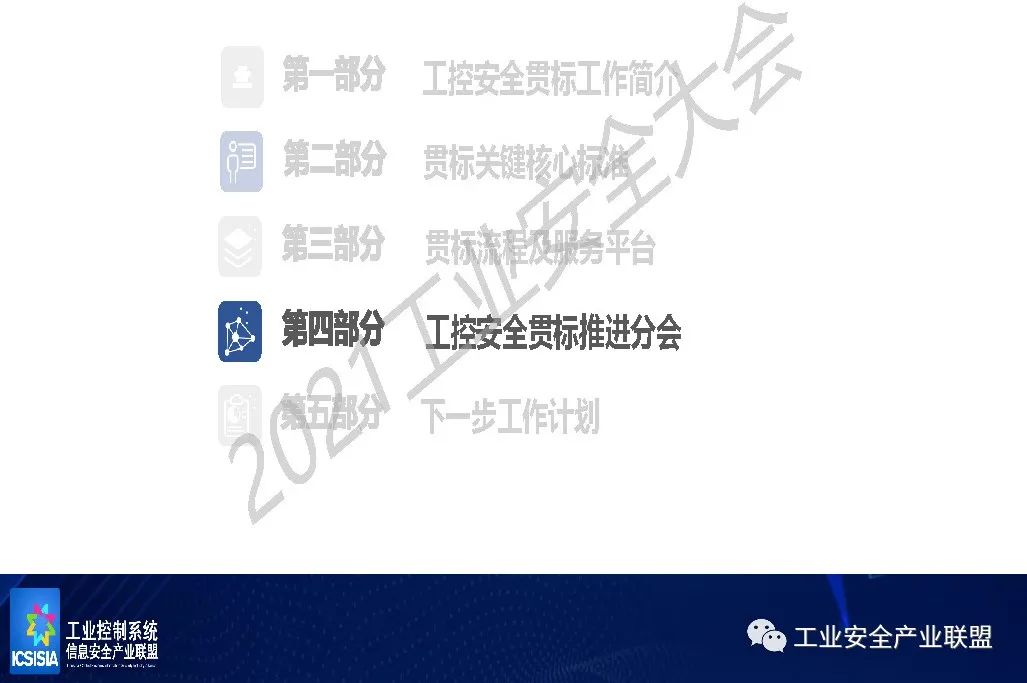 第一部分 工控安全贯标工作简介
第二部分 贯标关键核心标准
第三部分 贯标流程及服务平台
第四部分 工控安全贯标推进分会
第五部分 下一步工作计划
2021工业安全大会
ICSISIA
工业控制系统
信息安全产业联盟
工业安全产业联盟